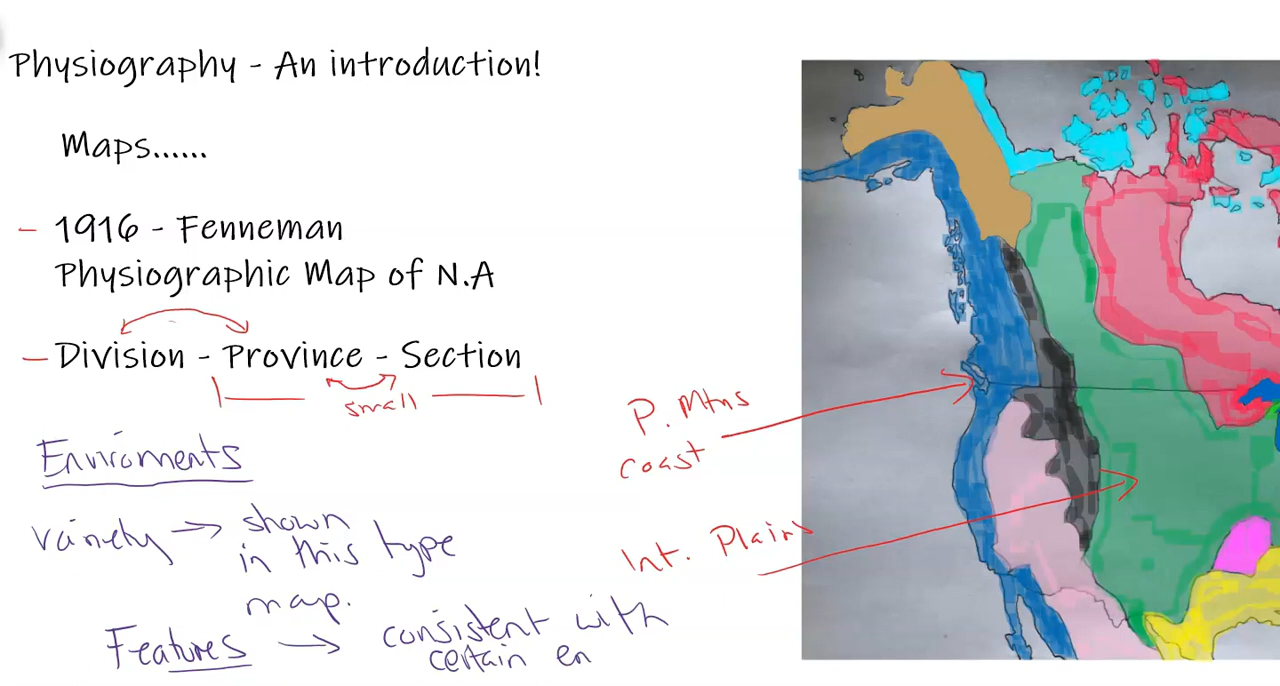 Physiography - An introduction!
Maps......
- 1916 - Fenneman
Physiographic Map of N.A
- Division - Province - Section
small
P. Mtns
coast
Int. Plains
Enviroments
variety → shown
in this type
map.
Features → consistent with
certain en